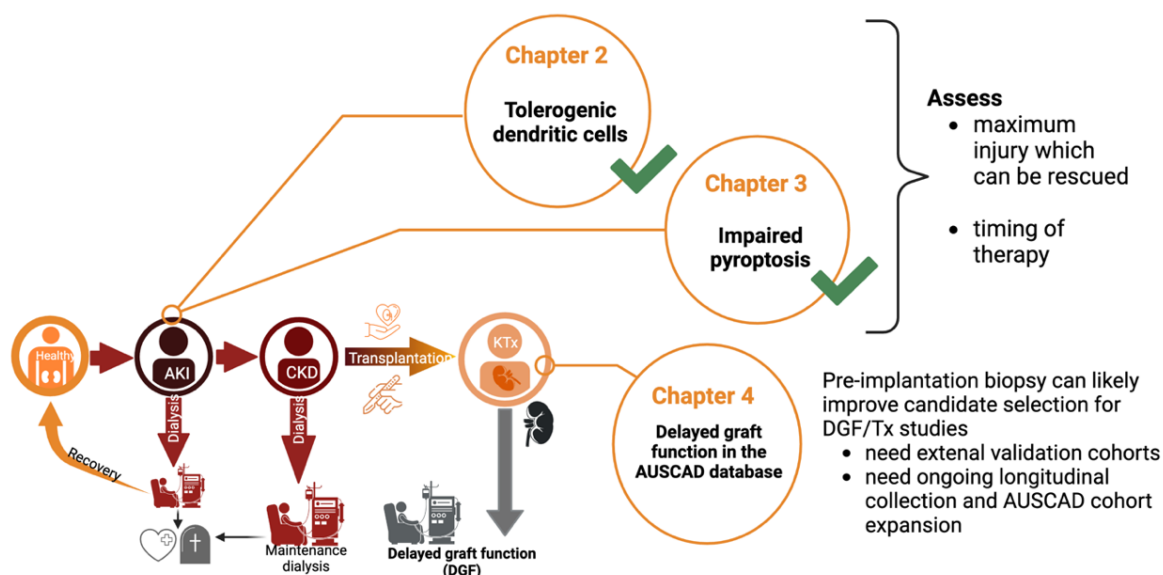 Chapter 2
Tolerogenic
dendritic cells
Chapter 3
Impaired
pyroptosis
Assess
• maximum
injury which
can be rescued
• timing of
therapy
Healthy
AKI
CKD
Transplantation
KTx
Dialysis
Dialysis
Recovery
Maintenance
dialysis
Delayed graft function
(DGF)
Chapter 4
Delayed graft
function in the
AUSCAD database
Pre-implantation biopsy can likely
improve candidate selection for
DGF/Tx studies
• need extenal validation cohorts
• need ongoing longitudinal
collection and AUSCAD cohort
expansion